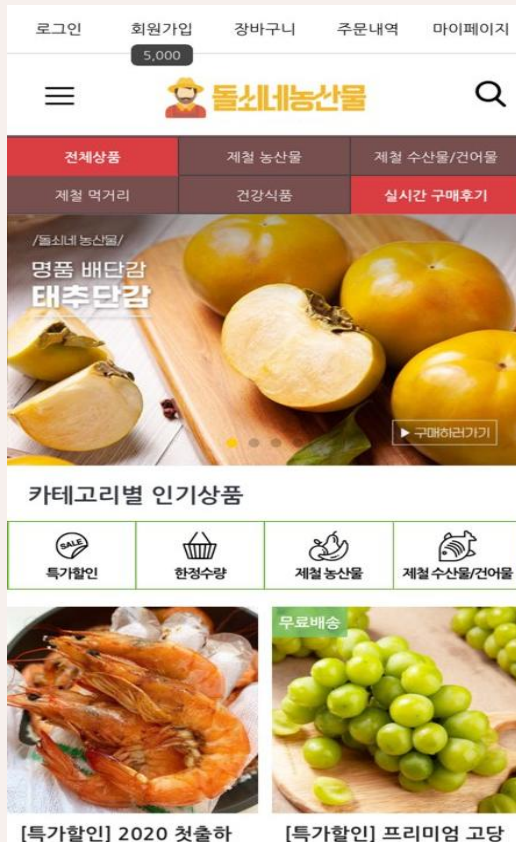 로그인 회원가입 장바구니 주문내역 마이페이지
5,000
돌쇠네농산물
전체상품 제철 농산물 제철 수산물/건어물
제철 먹거리 건강식품 실시간 구매후기
/돌쇠네 농산물/
명품 배단감
태추단감
▶ 구매하러가기
카테고리별 인기상품
SALE
특가할인 한정수량 제철 농산물 제철 수산물/건어물
무료배송
[특가할인] 2020 첫출하 [특가할인] 프리미엄 고당